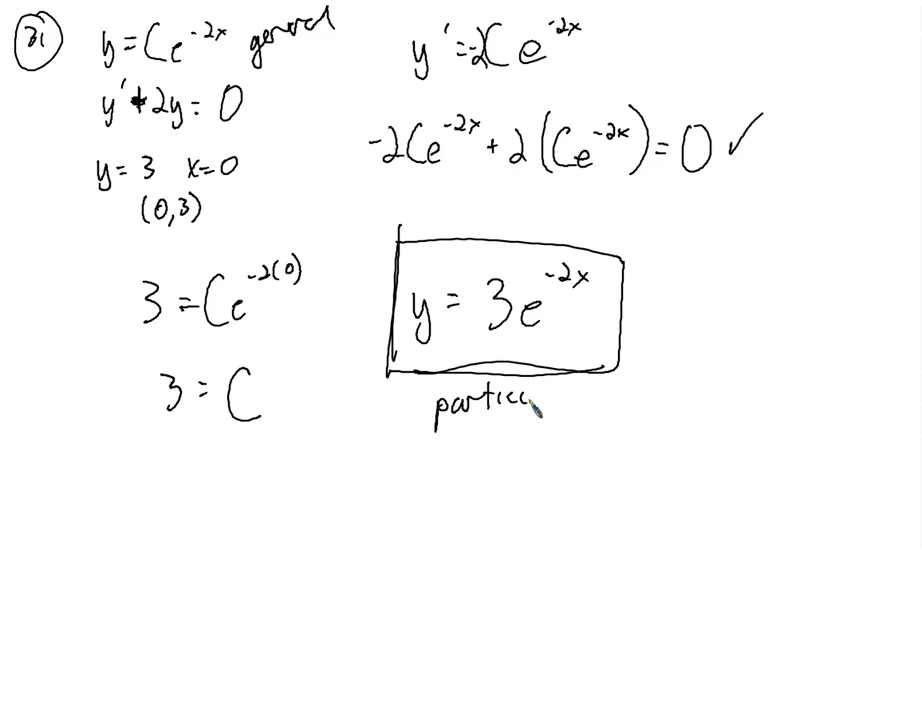 31
y = Ce^{-2x} general
y' + 2y = 0
y = 3 x = 0
(0,3)
3 = Ce^{-2(0)}
3 = C
y' = -2Ce^{-2x}
-2Ce^{-2x} + 2(Ce^{-2x}) = 0 ✓
y = 3e^{-2x}
particu